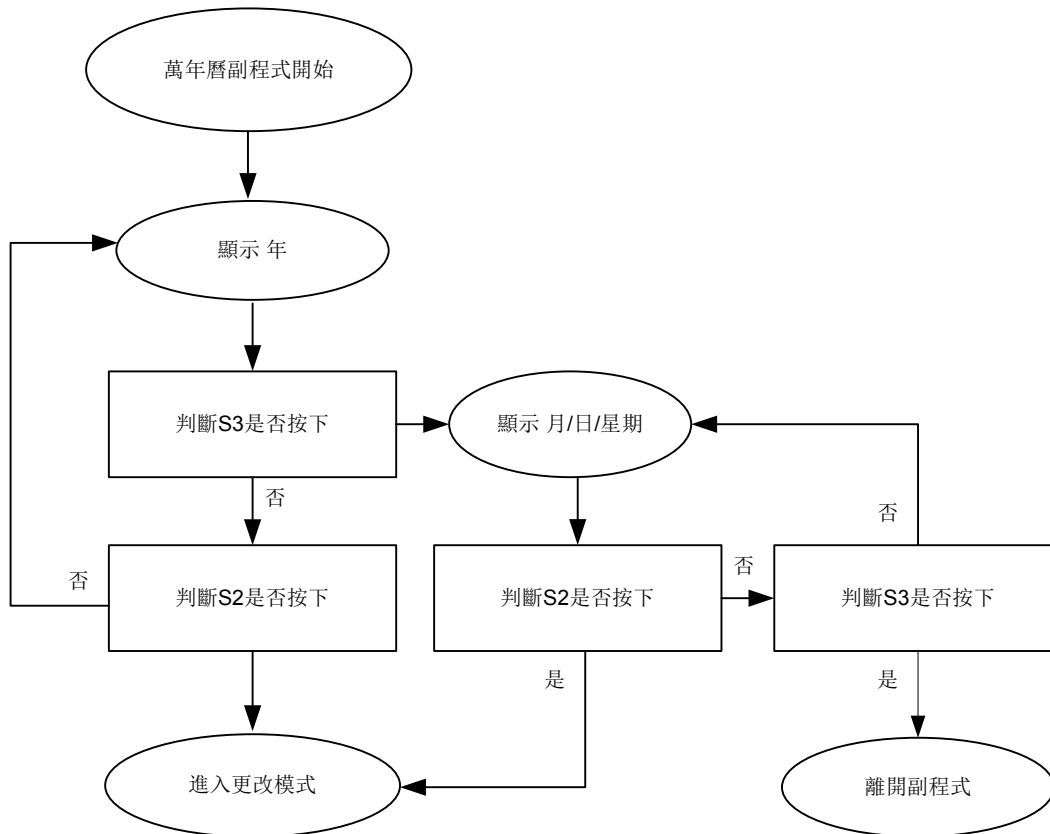 萬年曆副程式開始
顯示 年
判斷S3是否按下
顯示 月/日/星期
否
否
否
否
判斷S2是否按下
判斷S2是否按下
判斷S3是否按下
是
是
進入更改模式
離開副程式